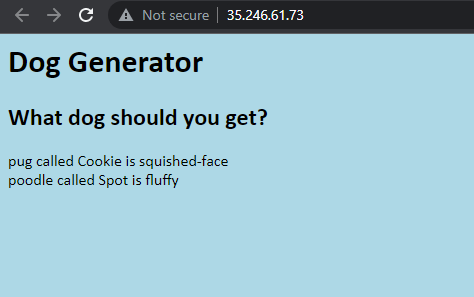 Not secure | 35.246.61.73
Dog Generator
What dog should you get?
pug called Cookie is squished-face
poodle called Spot is fluffy